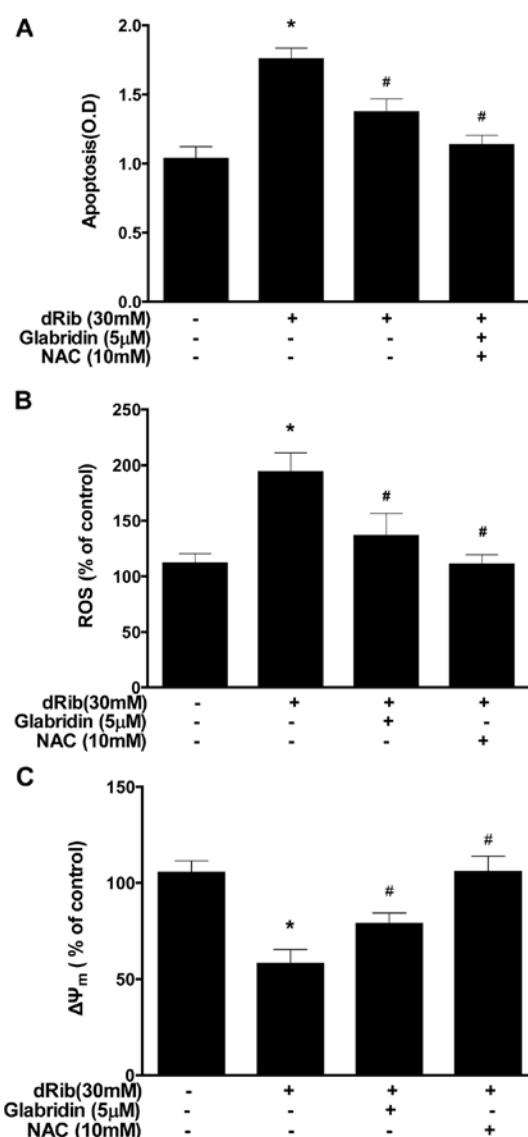 A
2.0
1.5
1.0
0.5
0.0
Apoptosis(O.D)
*
#
#
dRib (30mM) - + + +
Glabridin (5μM) - - - +
NAC (10mM) - - - +
B
250
200
150
100
50
0
ROS (% of control)
*
#
#
dRib(30mM) - + + +
Glabridin (5μM) - - + -
NAC (10mM) - - - +
C
150
100
50
0
ΔΨm ( % of control)
*
#
#
dRib(30mM) - + + +
Glabridin (5μM) - - + -
NAC (10mM) - - - +